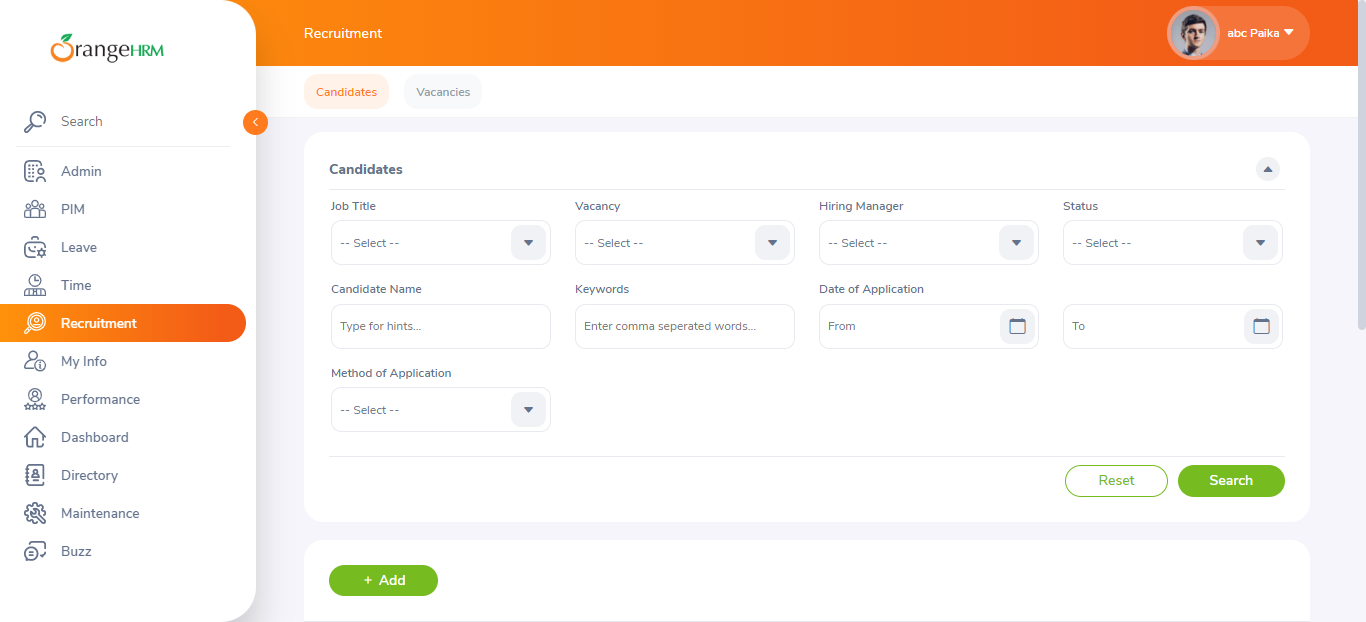 OrangeHRM
Recruitment
abc Paika
Search
Candidates
Vacancies
Admin
PIM
Leave
Time
Recruitment
My Info
Performance
Dashboard
Directory
Maintenance
Buzz
Candidates
Job Title
Vacancy
Hiring Manager
Status
-- Select --
-- Select --
-- Select --
-- Select --
Candidate Name
Keywords
Date of Application
Type for hints...
Enter comma seperated words...
From
To
Method of Application
-- Select --
Reset
Search
+ Add